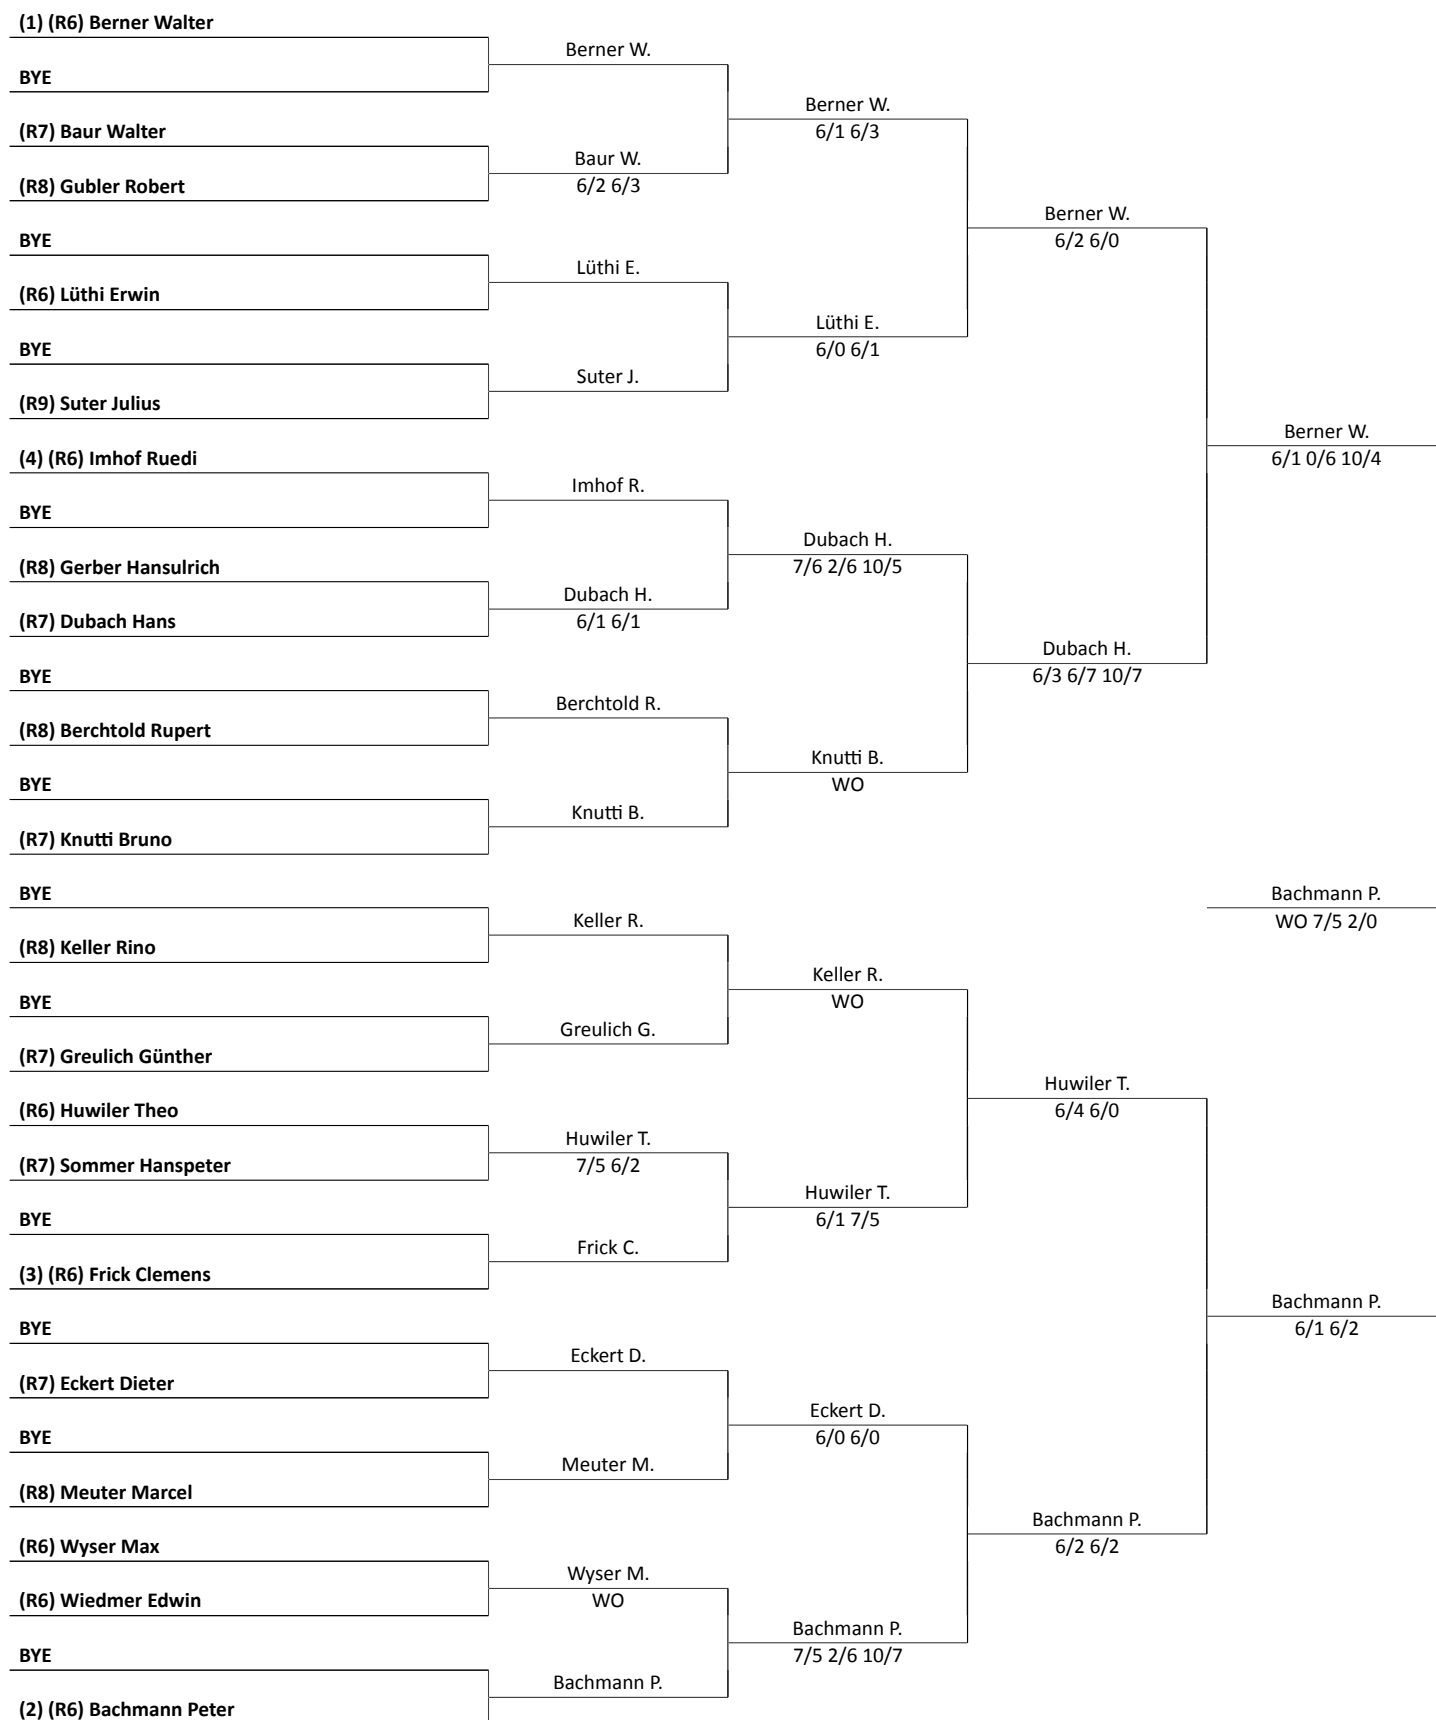 (1) (R6) Berner Walter
BYE
(R7) Baur Walter
(R8) Gubler Robert
BYE
(R6) Lüthi Erwin
BYE
(R9) Suter Julius
(4) (R6) Imhof Ruedi
BYE
(R8) Gerber Hansulrich
(R7) Dubach Hans
BYE
(R8) Berchtold Rupert
BYE
(R7) Knutti Bruno
BYE
(R8) Keller Rino
BYE
(R7) Greulich Günther
(R6) Huwiler Theo
(R7) Sommer Hanspeter
BYE
(3) (R6) Frick Clemens
BYE
(R7) Eckert Dieter
BYE
(R8) Meuter Marcel
(R6) Wyser Max
(R6) Wiedmer Edwin
BYE
(2) (R6) Bachmann Peter
Berner W.
Baur W.
6/2 6/3
Lüthi E.
Suter J.
Imhof R.
Dubach H.
6/1 6/1
Berchtold R.
Knutti B.
Keller R.
Greulich G.
Huwiler T.
7/5 6/2
Frick C.
Eckert D.
Meuter M.
Wyser M.
WO
Bachmann P.
Berner W.
6/1 6/3
Lüthi E.
6/0 6/1
Dubach H.
7/6 2/6 10/5
Knutti B.
WO
Keller R.
WO
Huwiler T.
6/1 7/5
Eckert D.
6/0 6/0
Bachmann P.
7/5 2/6 10/7
Berner W.
6/2 6/0
Dubach H.
6/3 6/7 10/7
Huwiler T.
6/4 6/0
Bachmann P.
6/2 6/2
Berner W.
6/1 0/6 10/4
Bachmann P.
WO 7/5 2/0
Bachmann P.
6/1 6/2